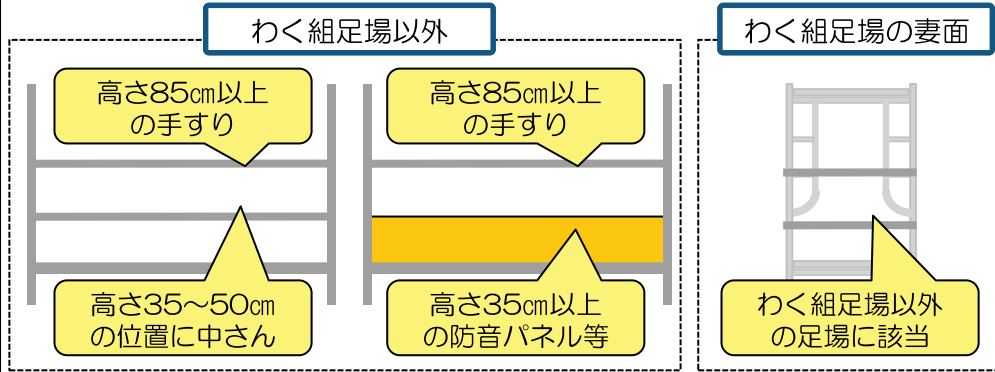 わく組足場以外
高さ85㎝以上
の手すり
高さ35～50㎝
の位置に中さん
高さ85㎝以上
の手すり
高さ35㎝以上
の防音パネル等
わく組足場の妻面
わく組足場以外
の足場に該当